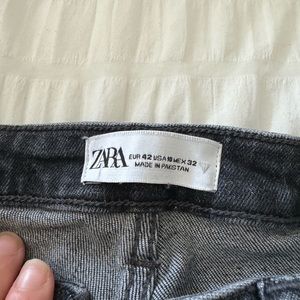 ZARA
EUR 42 USA 10 MEX 32
MADE IN PAKISTAN